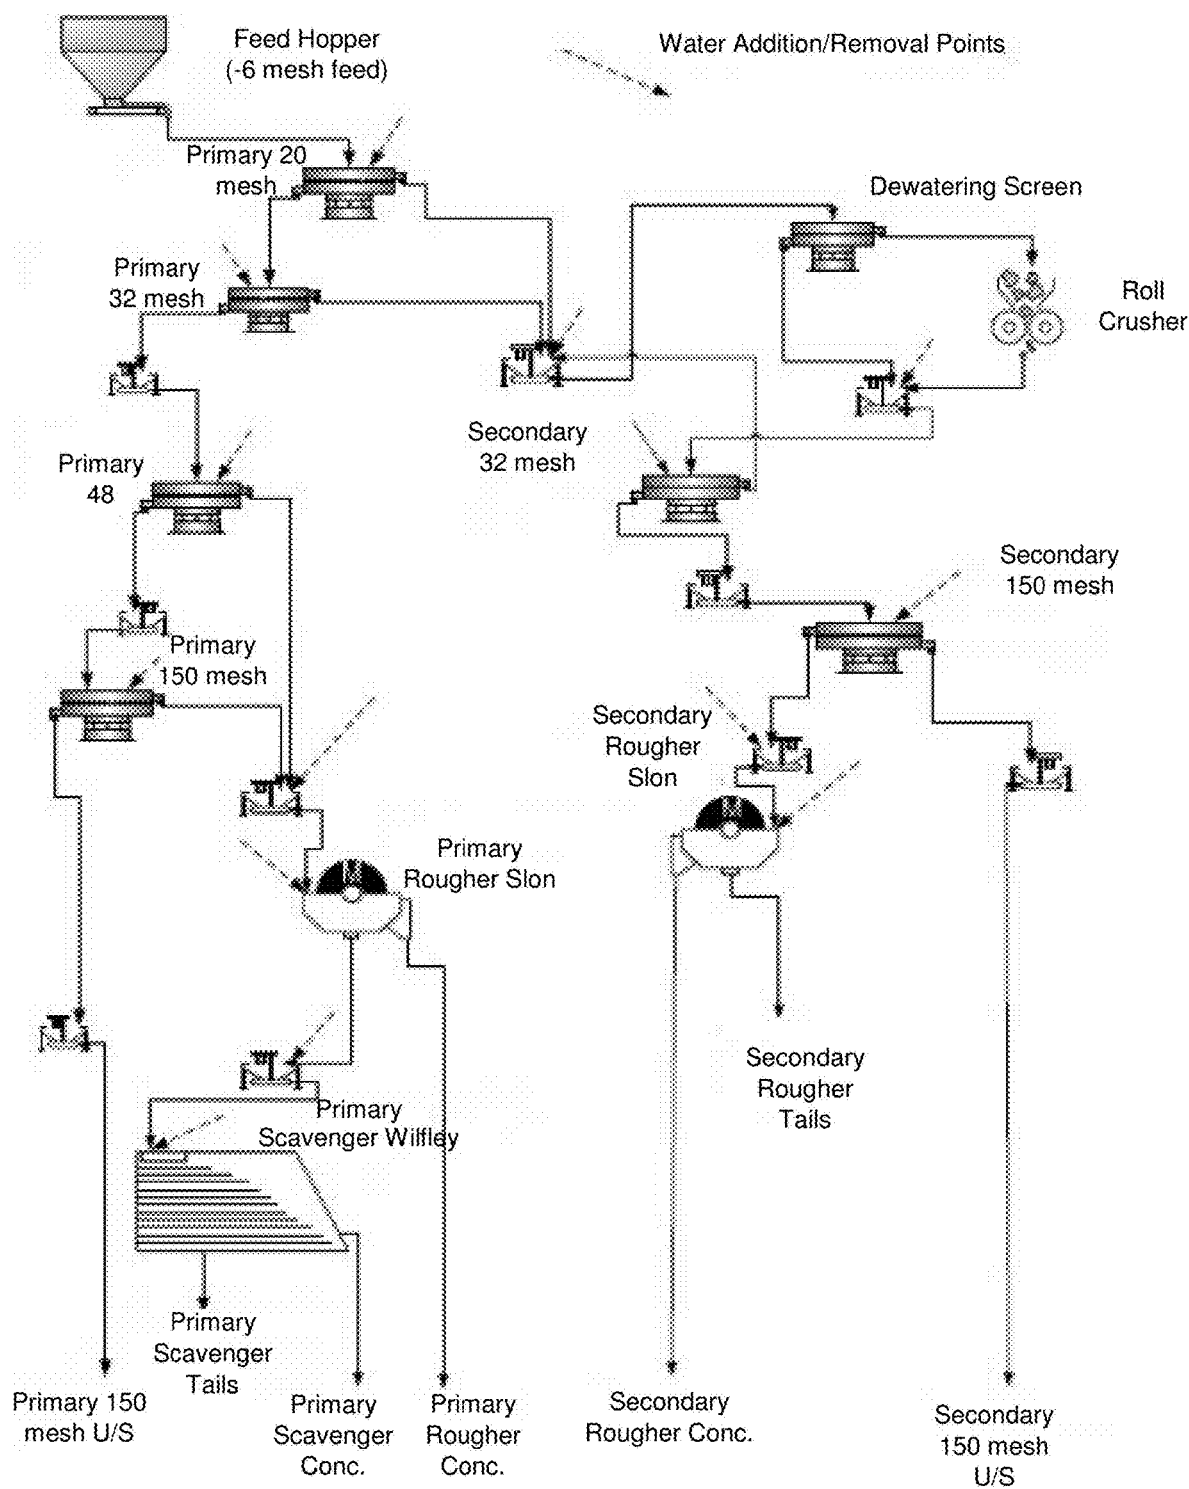 Feed Hopper
(-6 mesh feed)
Water Addition/Removal Points
Primary 20
mesh
Dewatering Screen
Primary
32 mesh
Roll
Crusher
Secondary
32 mesh
Primary
48
Secondary
150 mesh
Primary
150 mesh
Secondary
Rougher
Slon
Primary
Rougher Slon
Secondary
Rougher
Tails
Primary
Scavenger Wilfley
Primary
Scavenger
Tails
Primary 150
mesh U/S
Primary
Scavenger
Conc.
Primary
Rougher
Conc.
Secondary
Rougher Conc.
Secondary
150 mesh
U/S